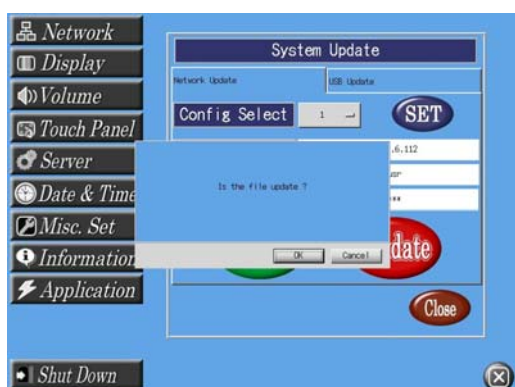 Network
Display
Volume
Touch Panel
Server
Date & Time
Misc. Set
Information
Application
Shut Down
System Update
Network Update
USB Update
Config Select
1
SET
.6.112
usr
**
Is the file update ?
OK
Cancel
date
Close